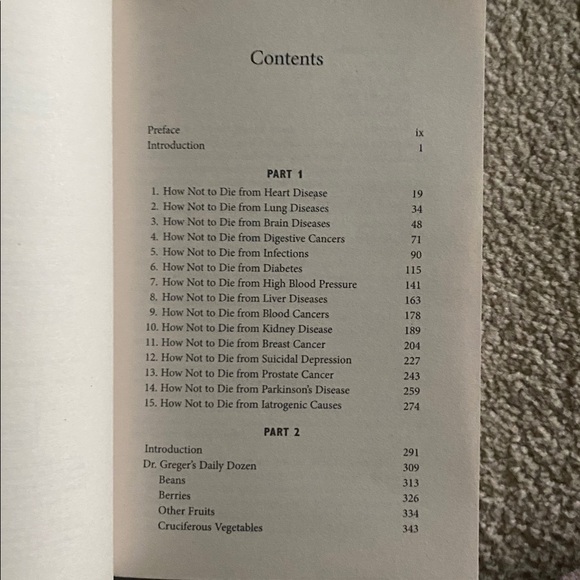 Contents
Preface ix
Introduction 1
PART 1
1. How Not to Die from Heart Disease 19
2. How Not to Die from Lung Diseases 34
3. How Not to Die from Brain Diseases 48
4. How Not to Die from Digestive Cancers 71
5. How Not to Die from Infections 90
6. How Not to Die from Diabetes 115
7. How Not to Die from High Blood Pressure 141
8. How Not to Die from Liver Diseases 163
9. How Not to Die from Blood Cancers 178
10. How Not to Die from Kidney Disease 189
11. How Not to Die from Breast Cancer 204
12. How Not to Die from Suicidal Depression 227
13. How Not to Die from Prostate Cancer 243
14. How Not to Die from Parkinson's Disease 259
15. How Not to Die from Iatrogenic Causes 274
PART 2
Introduction 291
Dr. Greger's Daily Dozen 309
Beans 313
Berries 326
Other Fruits 334
Cruciferous Vegetables 343